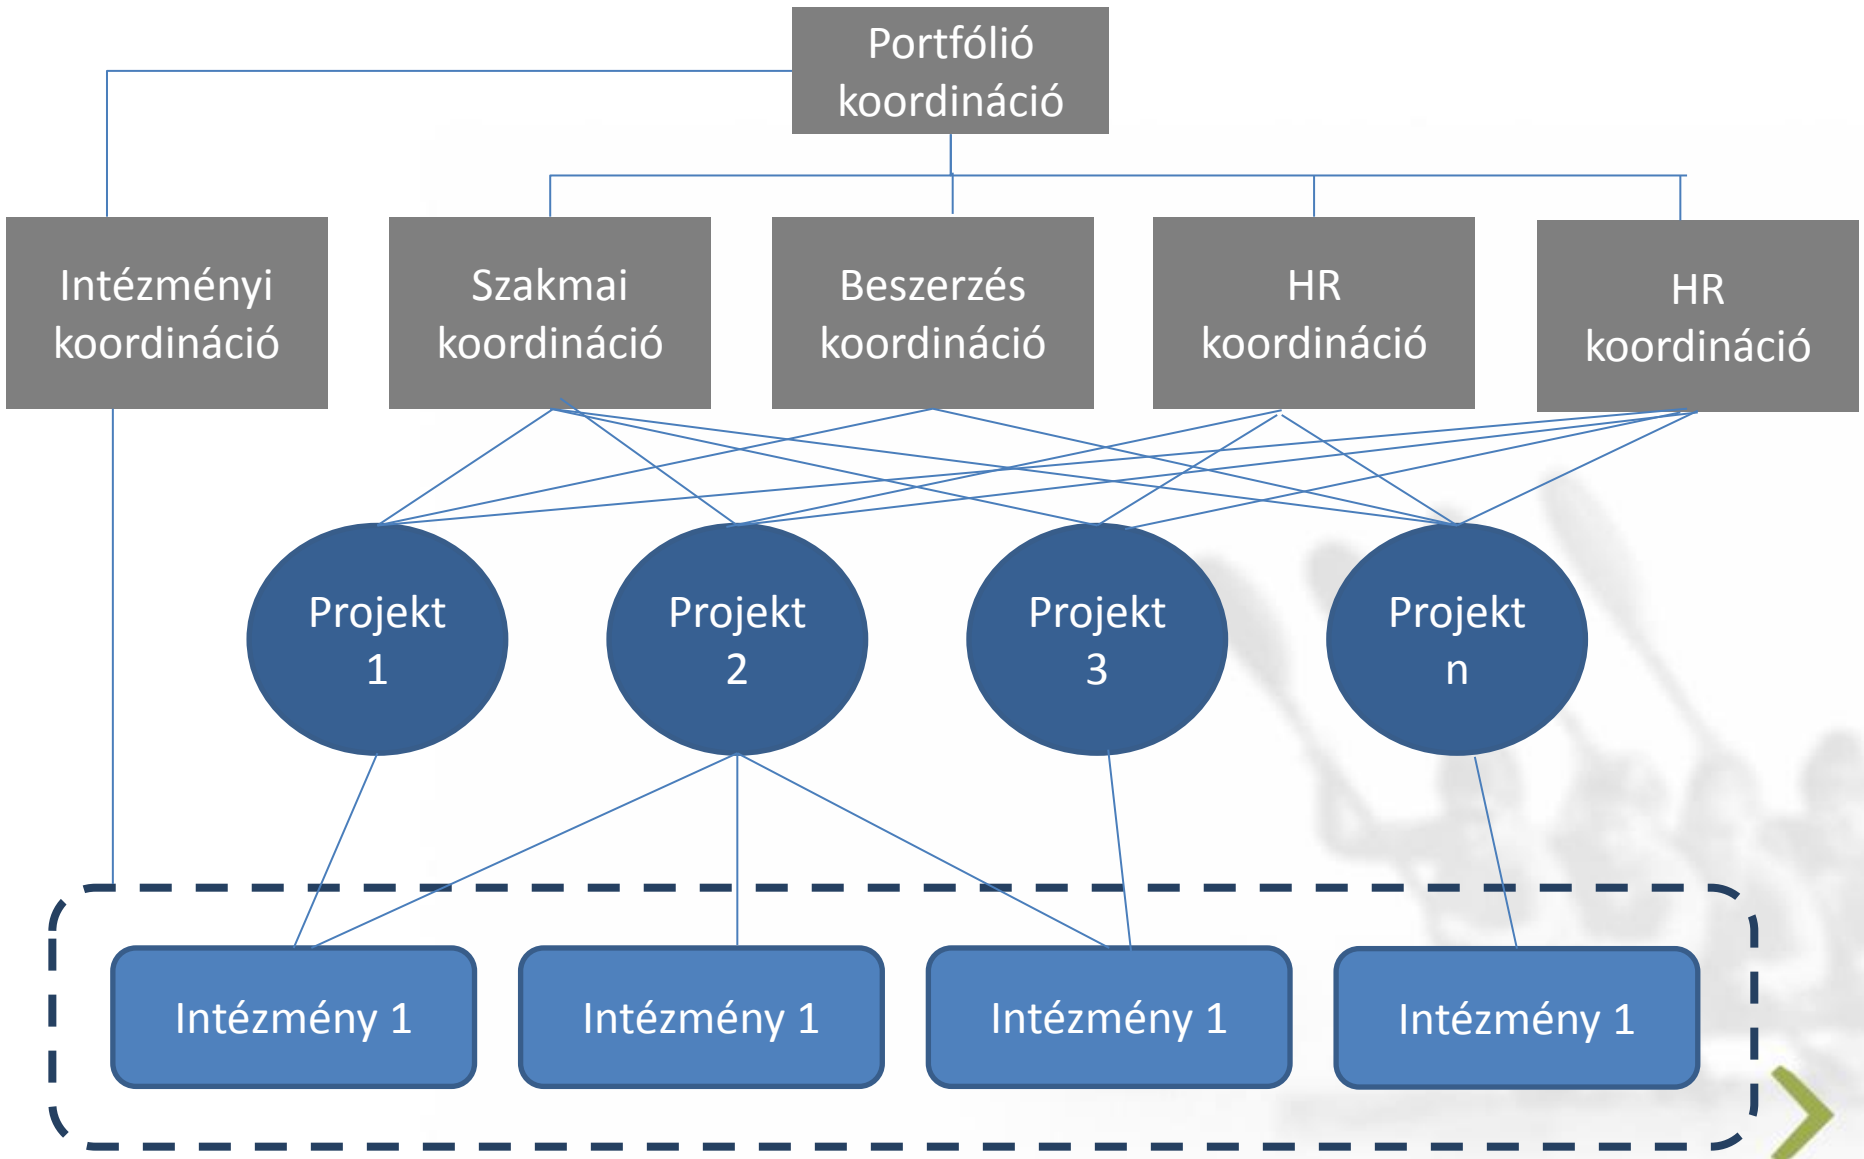 Portfólió
koordináció
Intézményi
koordináció
Szakmai
koordináció
Beszerzés
koordináció
HR
koordináció
HR
koordináció
Projekt
1
Projekt
2
Projekt
3
Projekt
n
Intézmény 1
Intézmény 1
Intézmény 1
Intézmény 1